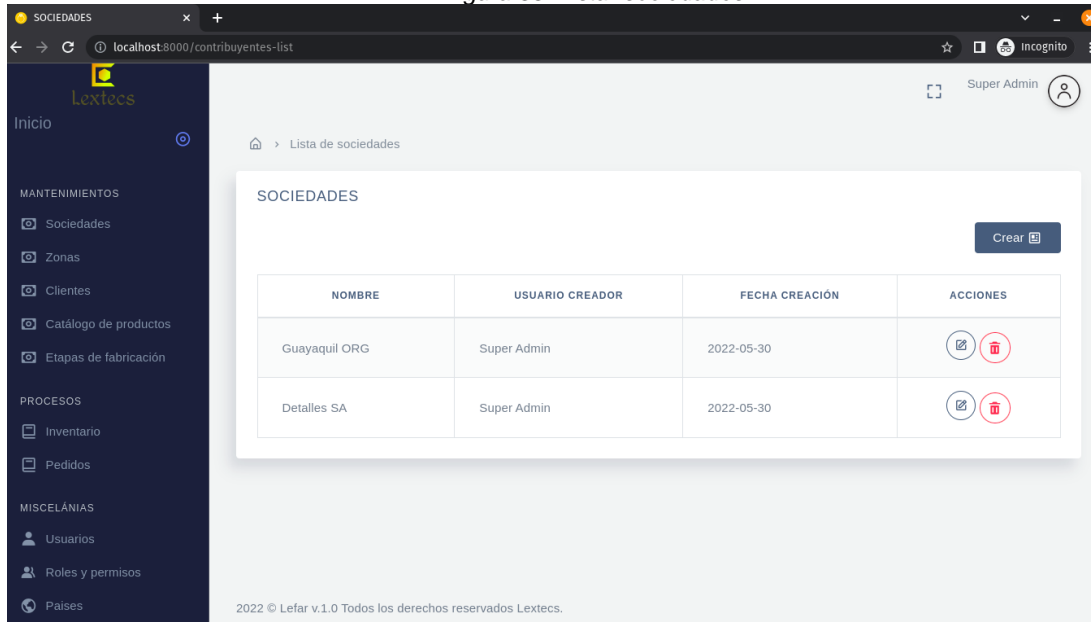 SOCIEDADES
localhost:8000/contribuyentes-list
Incognito
Lextecs
Inicio
Super Admin
Lista de sociedades
MANTENIMIENTOS
Sociedades
Zonas
Clientes
Catálogo de productos
Etapas de fabricación
PROCESOS
Inventario
Pedidos
MISCELÁNIAS
Usuarios
Roles y permisos
Paises
SOCIEDADES
Crear
NOMBRE USUARIO CREADOR FECHA CREACIÓN ACCIONES
Guayaquil ORG Super Admin 2022-05-30
Detalles SA Super Admin 2022-05-30
2022 © Lefar v.1.0 Todos los derechos reservados Lextecs.